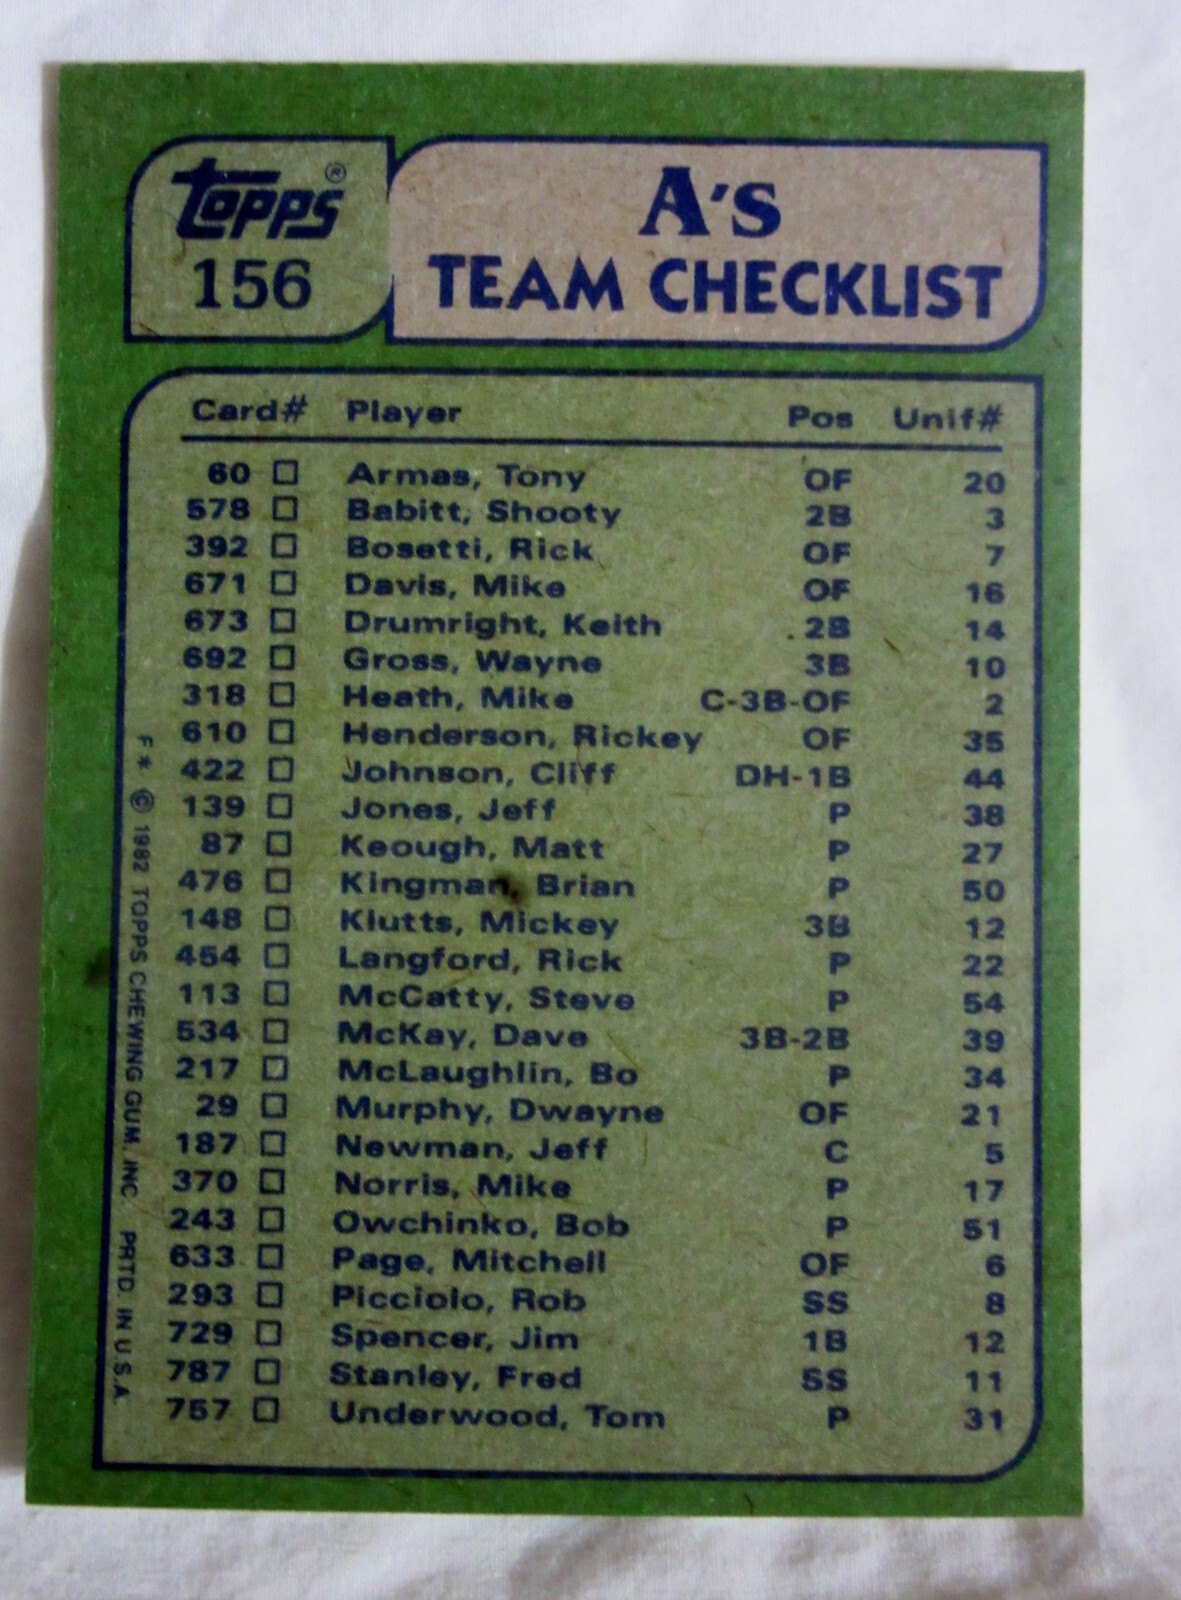 topps®
156
A's
TEAM CHECKLIST
Card# Player Pos Unif#
60 Armas, Tony OF 20
578 Babitt, Shooty 2B 3
392 Bosetti, Rick OF 7
671 Davis, Mike OF 16
673 Drumright, Keith 2B 14
692 Gross, Wayne 3B 10
318 Heath, Mike C-3B-OF 2
610 Henderson, Rickey OF 35
422 Johnson, Cliff DH-1B 44
139 Jones, Jeff P 38
87 Keough, Matt P 27
476 Kingman, Brian P 50
148 Klutts, Mickey 3B 12
454 Langford, Rick P 22
113 McCatty, Steve P 54
534 McKay, Dave 3B-2B 39
217 McLaughlin, Bo P 34
29 Murphy, Dwayne OF 21
187 Newman, Jeff C 5
370 Norris, Mike P 17
243 Owchinko, Bob P 51
633 Page, Mitchell OF 6
293 Picciolo, Rob SS 8
729 Spencer, Jim 1B 12
787 Stanley, Fred SS 11
757 Underwood, Tom P 31
F* © 1982 TOPPS CHEWING GUM, INC. PRTD. IN U.S.A.